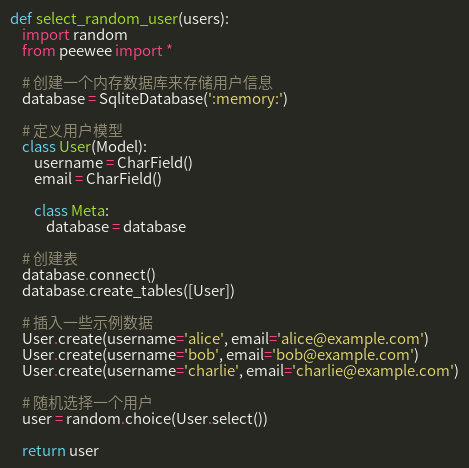 def select_random_user(users):
    import random
    from peewee import *

    # 创建一个内存数据库来存储用户信息
    database = SqliteDatabase(':memory:')

    # 定义用户模型
    class User(Model):
        username = CharField()
        email = CharField()

        class Meta:
            database = database

    # 创建表
    database.connect()
    database.create_tables([User])

    # 插入一些示例数据
    User.create(username='alice', email='alice@example.com')
    User.create(username='bob', email='bob@example.com')
    User.create(username='charlie', email='charlie@example.com')

    # 随机选择一个用户
    user = random.choice(User.select())

    return user